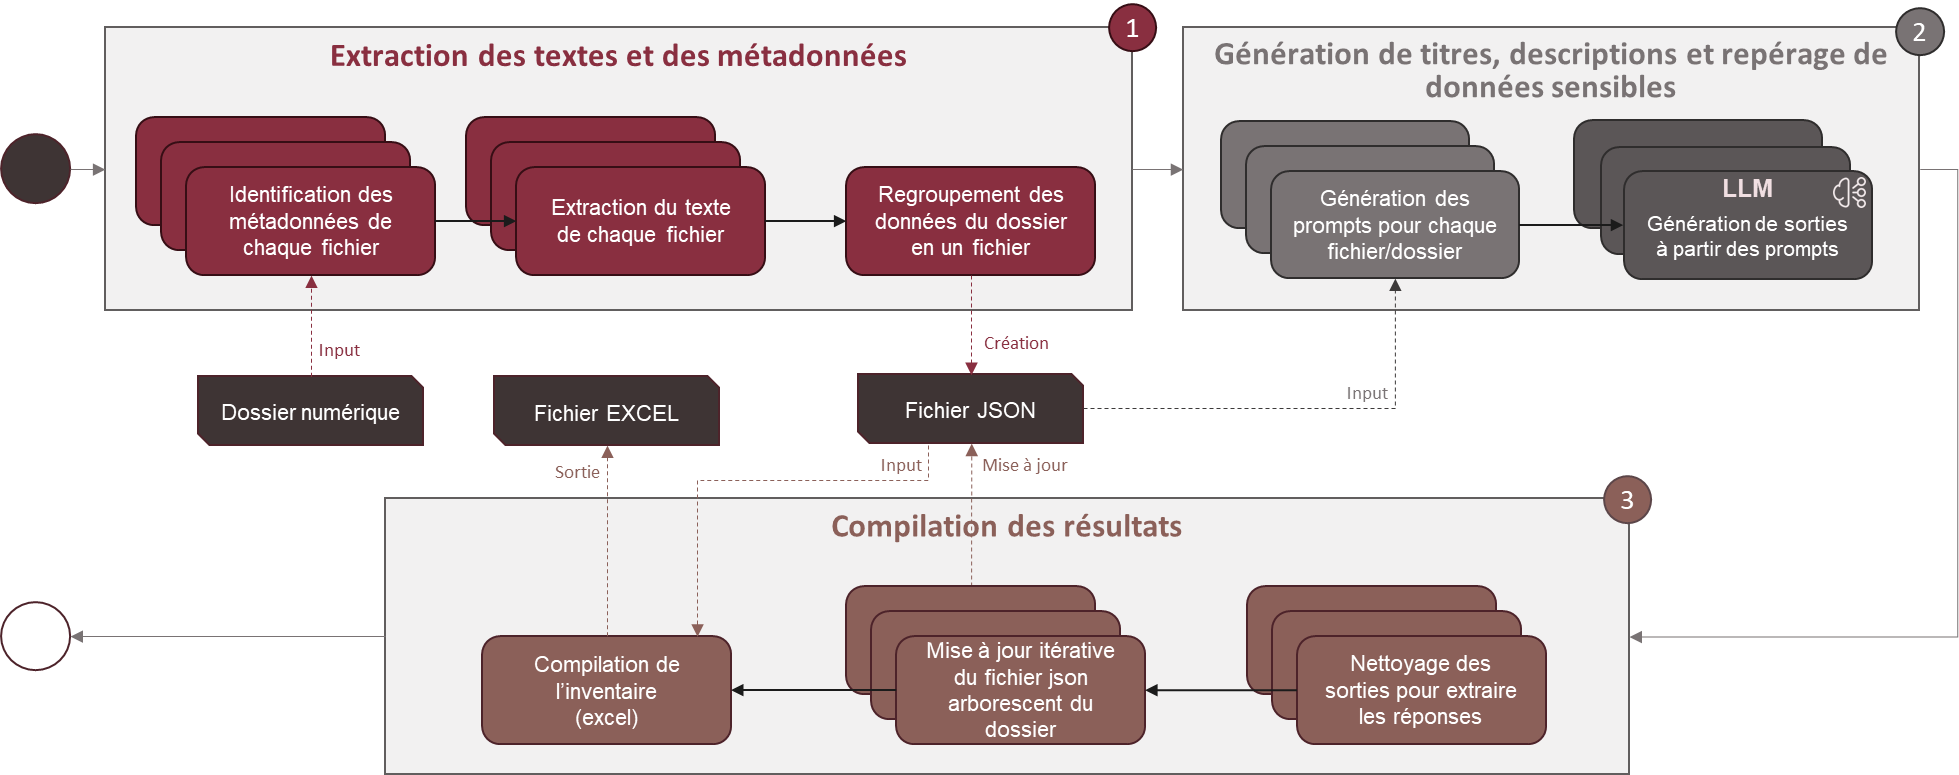 1
Extraction des textes et des métadonnées
Identification des
métadonnées de
chaque fichier
Extraction du texte
de chaque fichier
Regroupement des
données du dossier
en un fichier
2
Génération de titres, descriptions et repérage de
données sensibles
Génération des
prompts pour chaque
fichier/dossier
LLM
Génération de sorties
à partir des prompts
Input
Création
Input
Dossier numérique
Fichier EXCEL
Fichier JSON
Sortie
Input
Mise à jour
3
Compilation des résultats
Compilation de
l’inventaire
(excel)
Mise à jour itérative
du fichier json
arborescent du
dossier
Nettoyage des
sorties pour extraire
les réponses